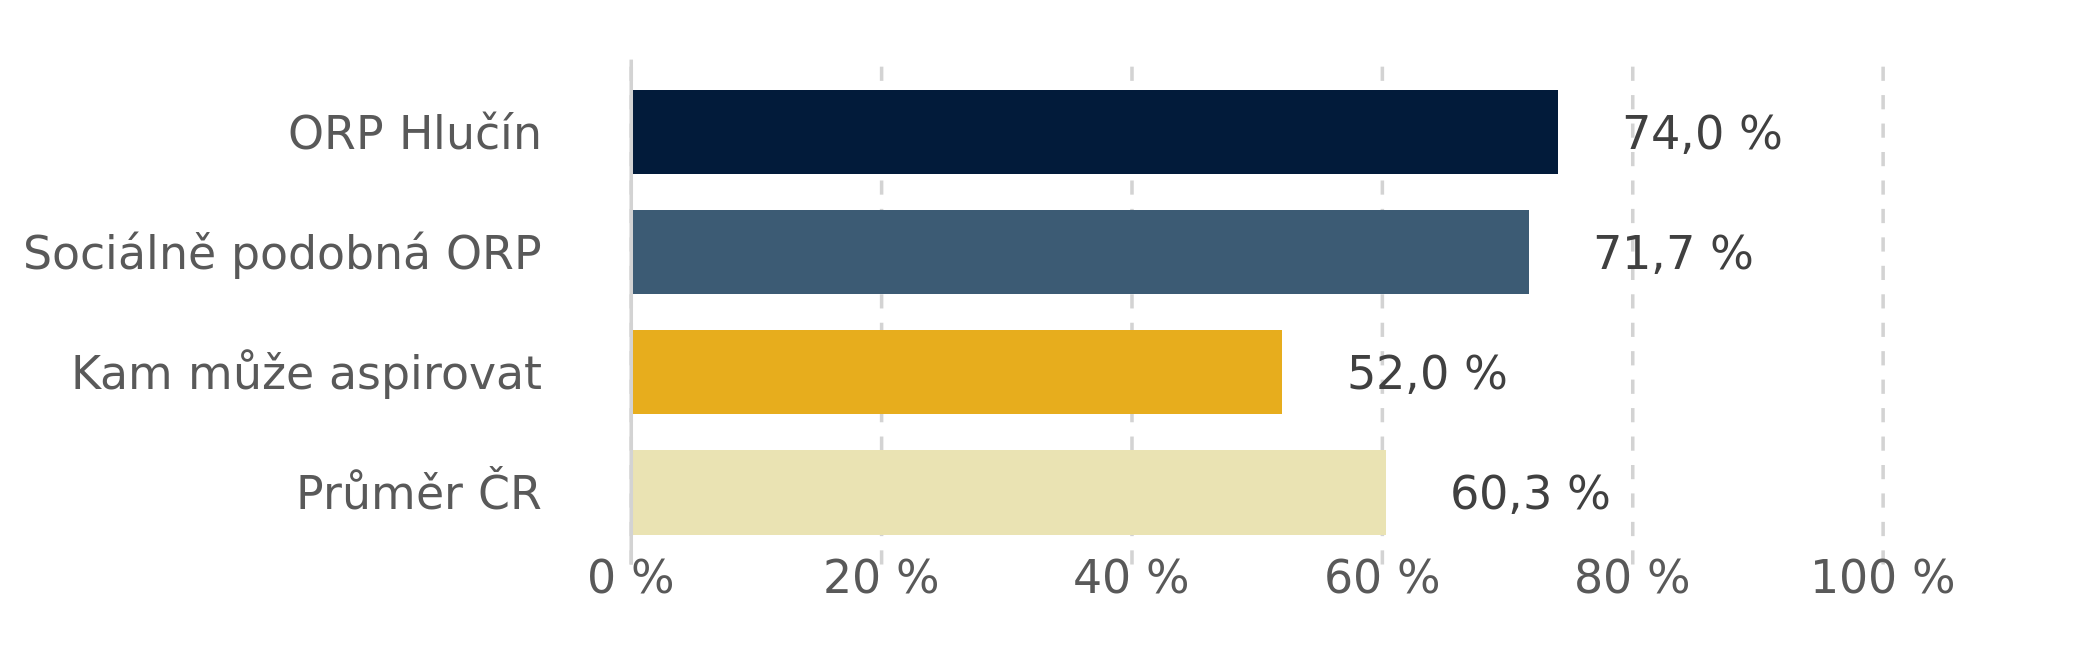 ORP Hlučín 74,0 %
Sociálně podobná ORP 71,7 %
Kam může aspirovat 52,0 %
Průměr ČR 60,3 %
0 % 20 % 40 % 60 % 80 % 100 %